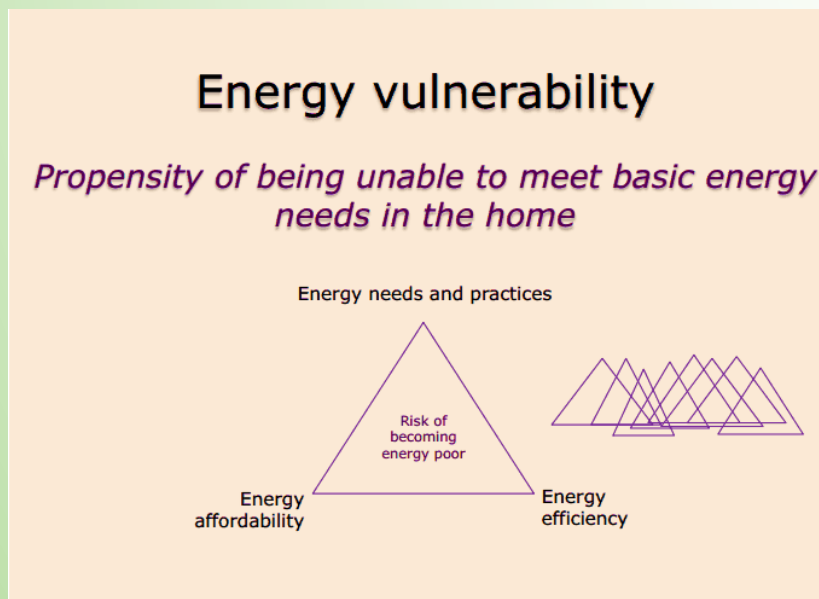 Energy vulnerability
Propensity of being unable to meet basic energy
needs in the home
Energy needs and practices
Risk of
becoming
energy poor
Energy
affordability
Energy
efficiency